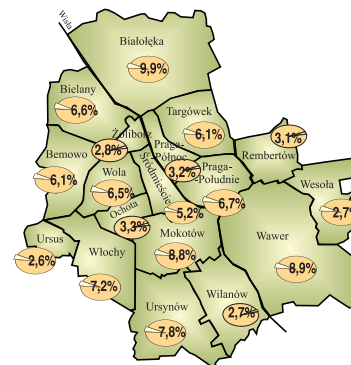 Wisła
Białołęka
9,9%
Bielany
6,6%
Targówek
6,1%
Żoliborz
2,8%
Praga-
Północ
3,2%
Rembertów
3,1%
Bemowo
6,1%
Wola
6,5%
Śródmieście
5,2%
Praga-
Południe
6,7%
Wesoła
2,7%
Ochota
3,3%
Ursus
2,6%
Włochy
7,2%
Mokotów
8,8%
Wawer
8,9%
Ursynów
7,8%
Wilanów
2,7%